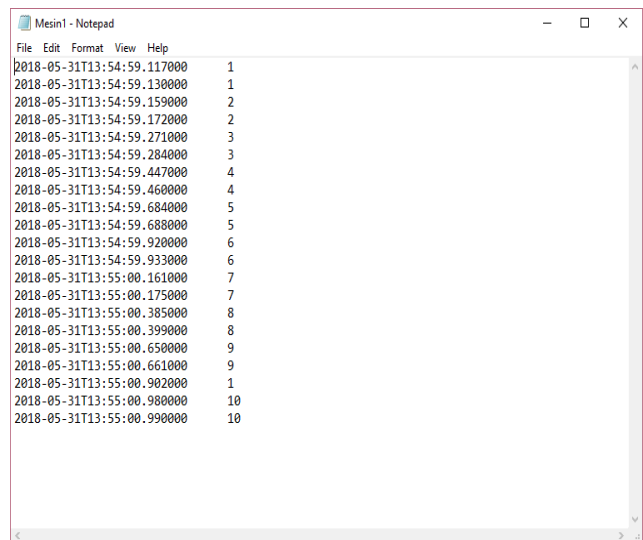 Mesin1 - Notepad
File Edit Format View Help
2018-05-31T13:54:59.117000 1
2018-05-31T13:54:59.130000 1
2018-05-31T13:54:59.159000 2
2018-05-31T13:54:59.172000 2
2018-05-31T13:54:59.271000 3
2018-05-31T13:54:59.284000 3
2018-05-31T13:54:59.447000 4
2018-05-31T13:54:59.460000 4
2018-05-31T13:54:59.684000 5
2018-05-31T13:54:59.688000 5
2018-05-31T13:54:59.920000 6
2018-05-31T13:54:59.933000 6
2018-05-31T13:55:00.161000 7
2018-05-31T13:55:00.175000 7
2018-05-31T13:55:00.385000 8
2018-05-31T13:55:00.399000 8
2018-05-31T13:55:00.650000 9
2018-05-31T13:55:00.661000 9
2018-05-31T13:55:00.902000 1
2018-05-31T13:55:00.980000 10
2018-05-31T13:55:00.990000 10